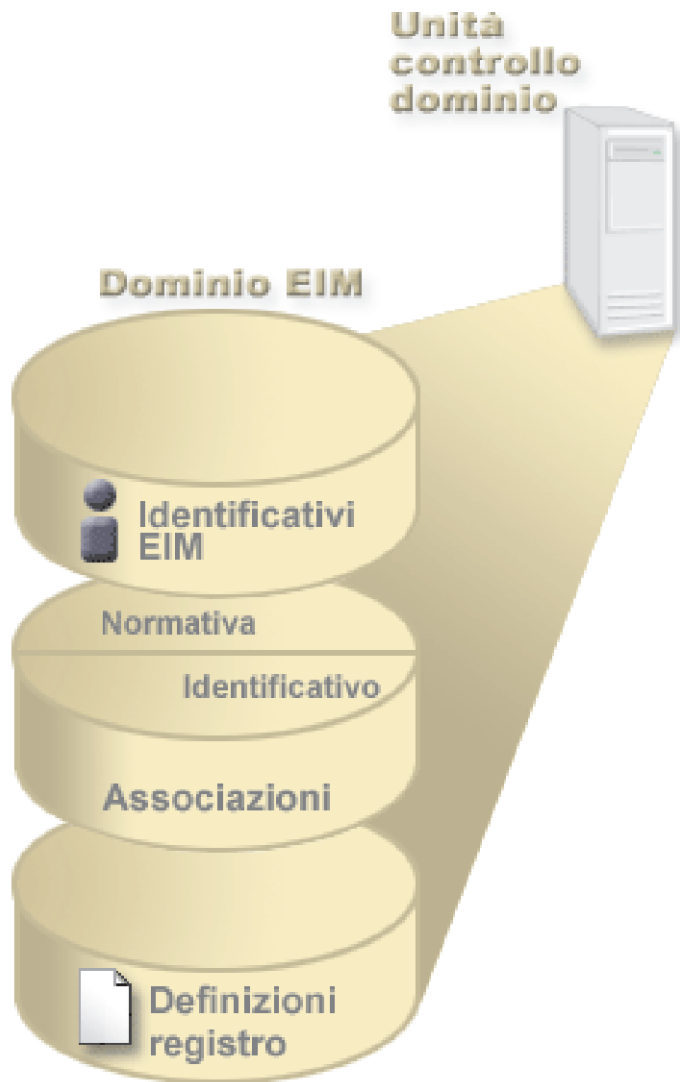 Unità
controllo
dominio
Dominio EIM
Identificativi
EIM
Normativa
Identificativo
Associazioni
Definizioni
registro